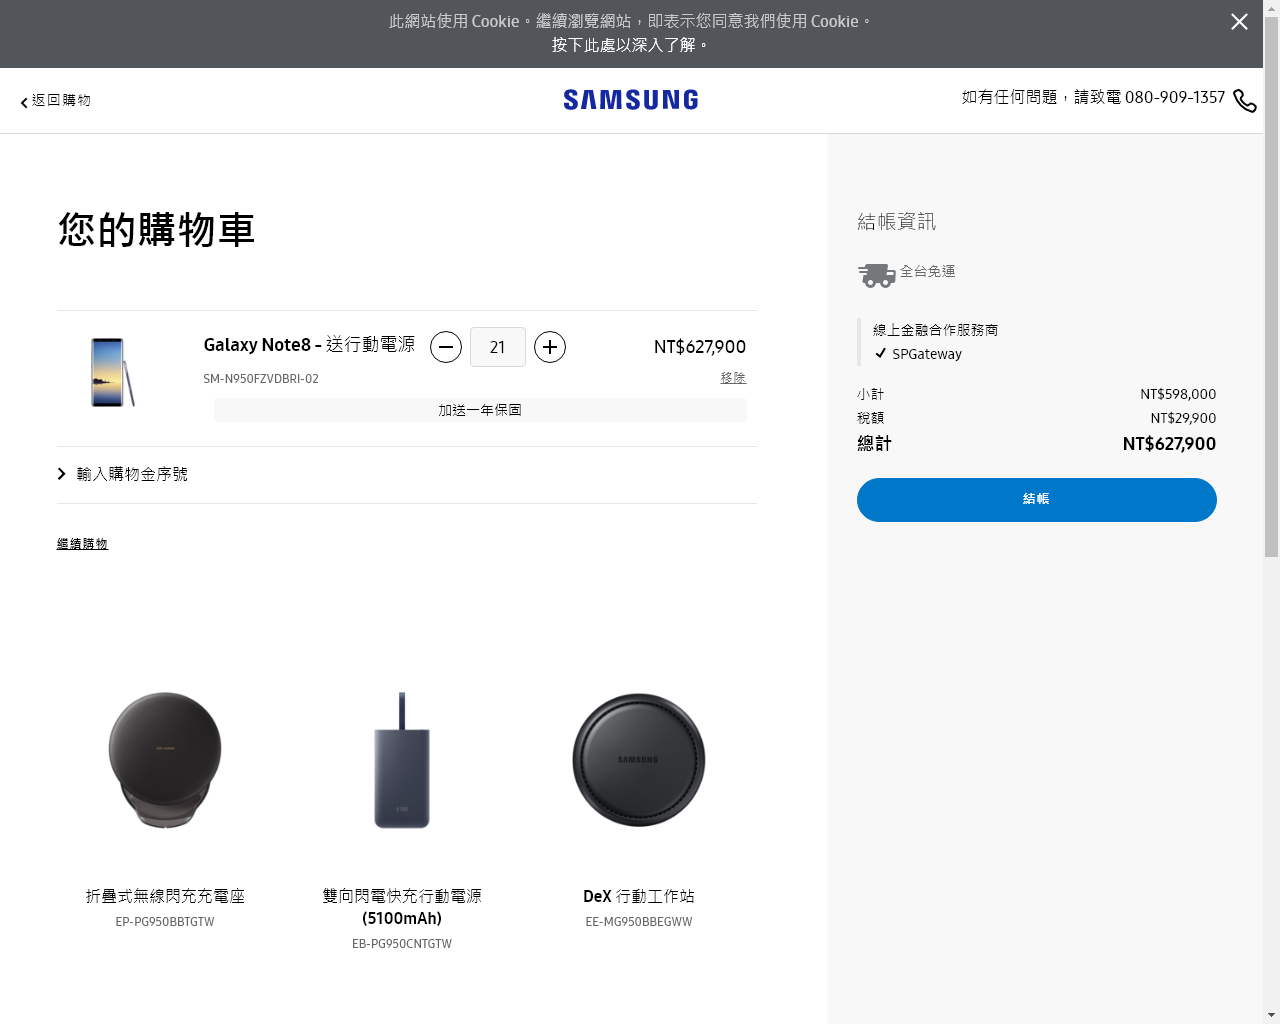 此網站使用 Cookie。繼續瀏覽網站，即表示您同意我們使用 Cookie。
按下此處以深入了解。
返回購物
SAMSUNG
如有任何問題，請致電 080-909-1357
您的購物車
Galaxy Note8 - 送行動電源
21
NT$627,900
SM-N950FZVDBRI-02
移除
加送一年保固
輸入購物金序號
繼續購物
結帳資訊
全台免運
線上金融合作服務商
SPGateway
小計 NT$598,000
稅額 NT$29,900
總計 NT$627,900
結帳
SAMSUNG
折疊式無線閃充充電座
EP-PG950BBTGTW
雙向閃電快充行動電源
(5100mAh)
EB-PG950CNTGTW
DeX 行動工作站
EE-MG950BBEGWW